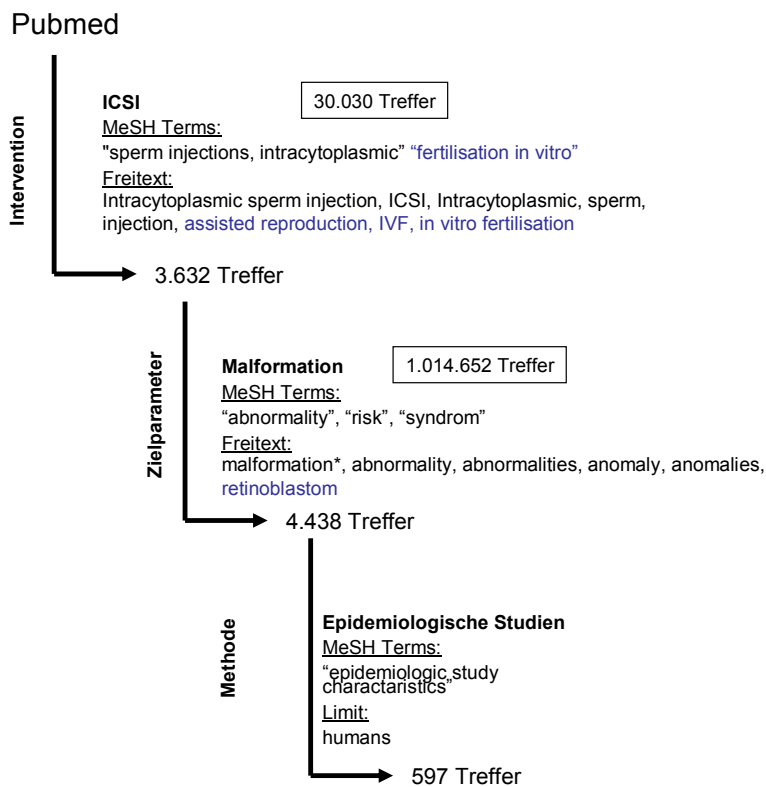 Pubmed
Intervention
ICSI
30.030 Treffer
MeSH Terms:
"sperm injections, intracytoplasmic” “fertilisation in vitro”
Freitext:
Intracytoplasmic sperm injection, ICSI, Intracytoplasmic, sperm,
injection, assisted reproduction, IVF, in vitro fertilisation
3.632 Treffer
Zielparameter
Malformation
1.014.652 Treffer
MeSH Terms:
“abnormality”, “risk”, “syndrom”
Freitext:
malformation*, abnormality, abnormalities, anomaly, anomalies,
retinoblastom
4.438 Treffer
Methode
Epidemiologische Studien
MeSH Terms:
“epidemiologic study
charactaristics”
Limit:
humans
597 Treffer